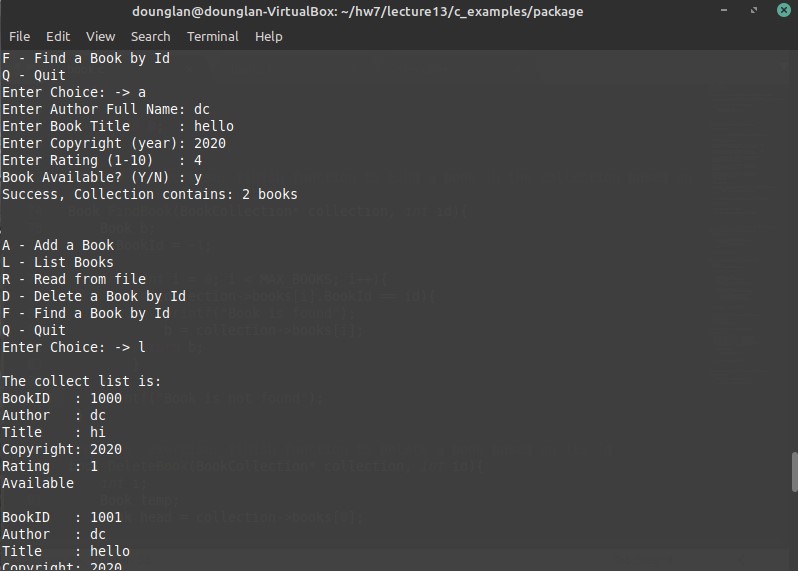 dounglan@dounglan-VirtualBox: ~/hw7/lecture13/c_examples/package
File Edit View Search Terminal Help
F - Find a Book by Id
Q - Quit
Enter Choice: -> a
Enter Author Full Name: dc
Enter Book Title      : hello
Enter Copyright (year): 2020
Enter Rating (1-10)   : 4
Book Available? (Y/N) : y
Success, Collection contains: 2 books
A - Add a Book
L - List Books
R - Read from file
D - Delete a Book by Id
F - Find a Book by Id
Q - Quit
Enter Choice: -> l
The collect list is:
BookID   : 1000
Author   : dc
Title    : hi
Copyright: 2020
Rating   : 1
Available
BookID   : 1001
Author   : dc
Title    : hello
Copyright: 2020